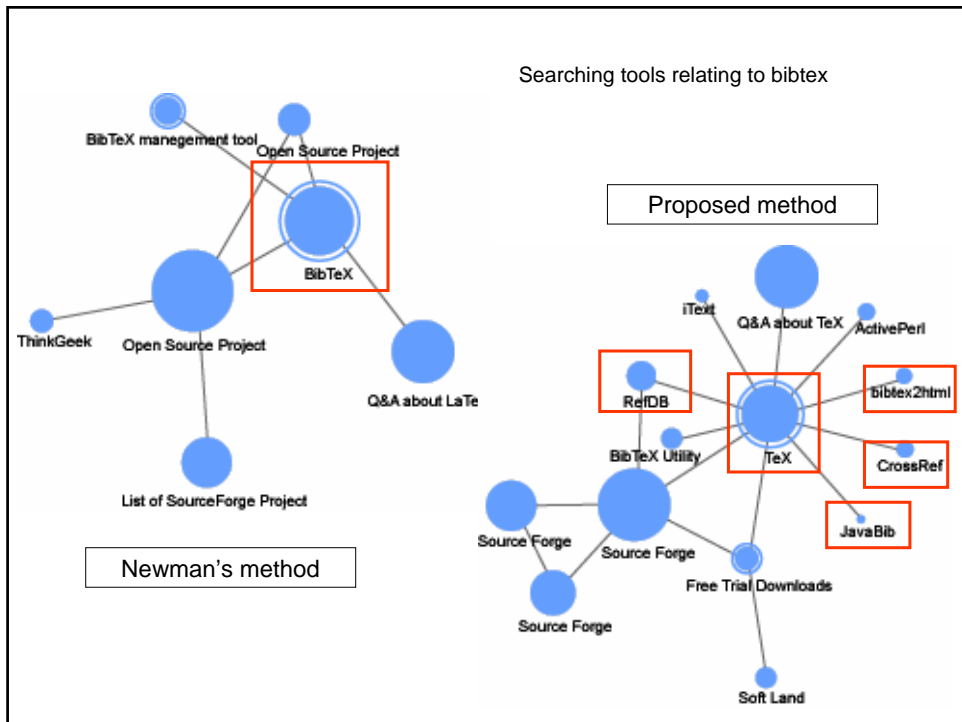 Searching tools relating to bibtex
BibTeX manegement tool
Open Source Project
BibTeX
ThinkGeek
Open Source Project
Q&A about LaTe
List of SourceForge Project
Newman's method
Proposed method
iText
Q&A about TeX
ActivePerl
RefDB
bibtex2html
BibTeX Utility
TeX
CrossRef
JavaBib
Source Forge
Source Forge
Free Trial Downloads
Source Forge
Soft Land